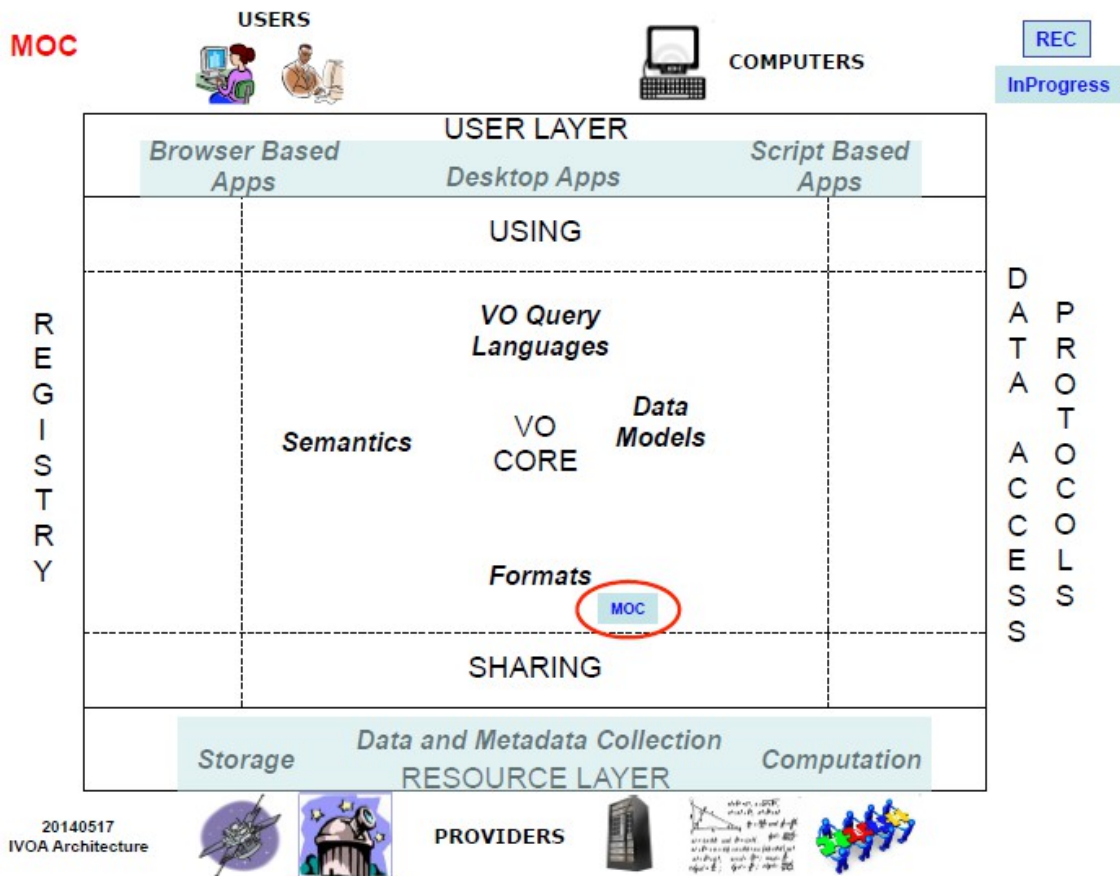 MOC
USERS
COMPUTERS
REC
InProgress
USER LAYER
Browser Based
Apps
Desktop Apps
Script Based
Apps
USING
REGISTRY
VO Query
Languages
Semantics
VO
CORE
Data
Models
Formats
MOC
DATA ACCESS
PROTOCOLS
SHARING
Storage
Data and Metadata Collection
Computation
RESOURCE LAYER
20140517
IVOA Architecture
PROVIDERS